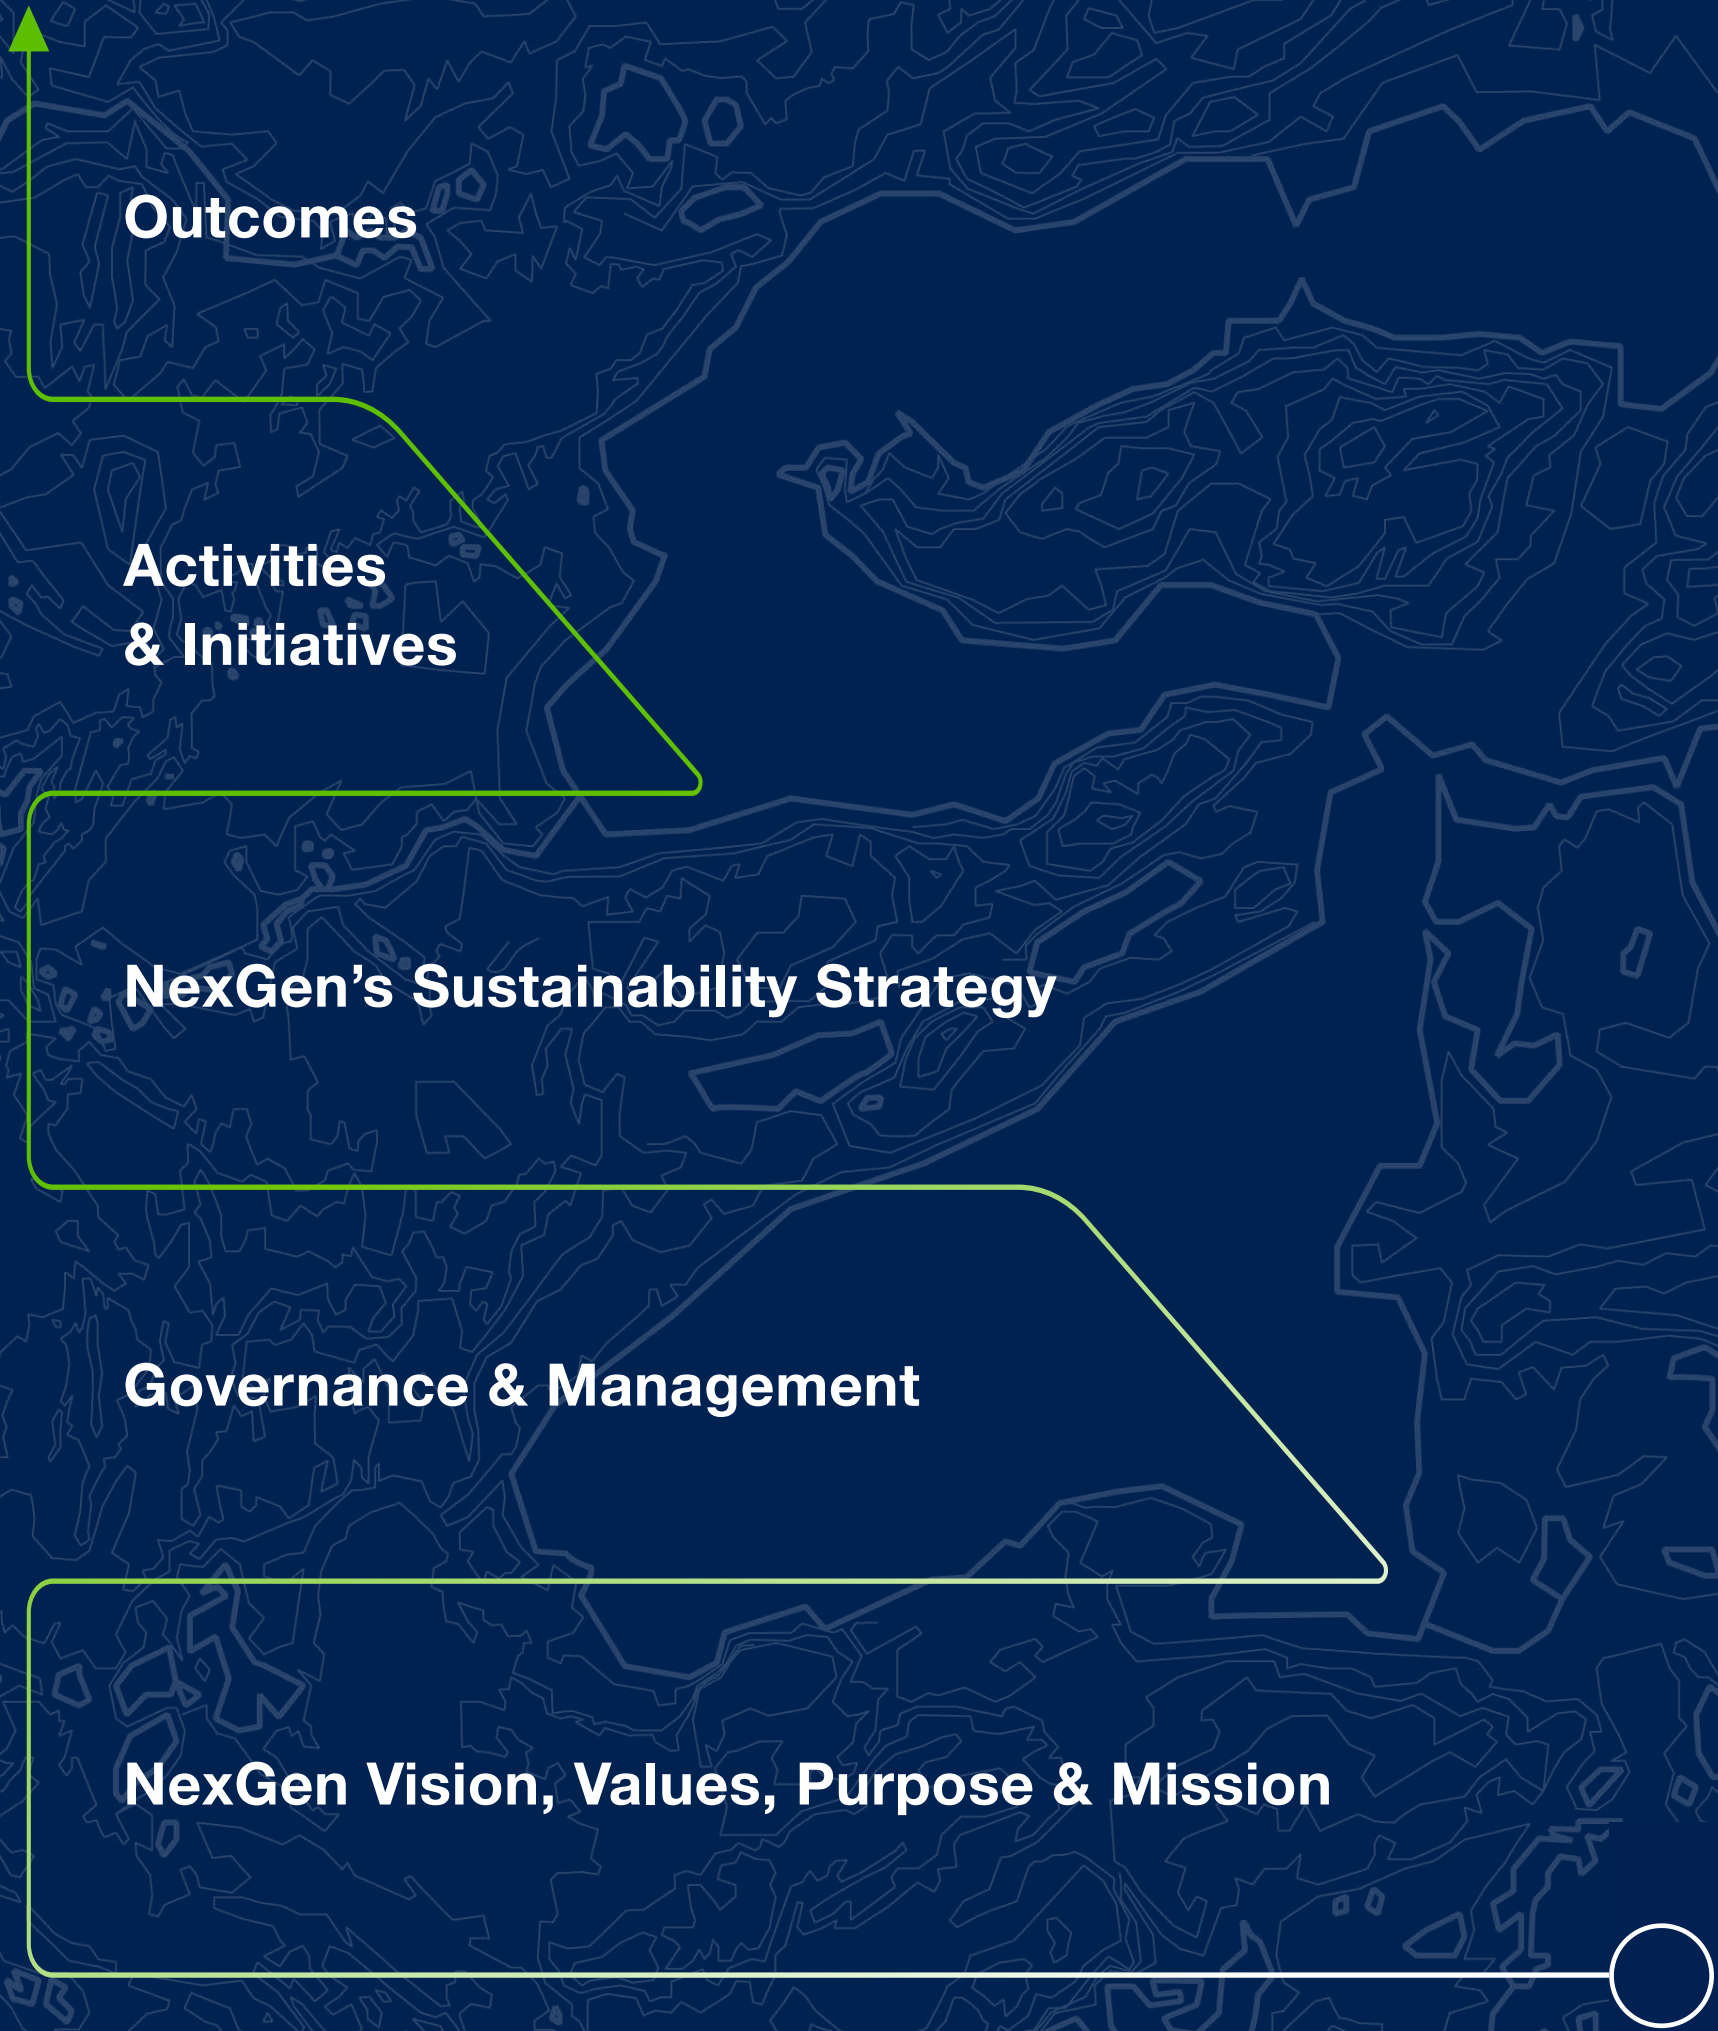 Outcomes
Activities
& Initiatives
NexGen’s Sustainability Strategy
Governance & Management
NexGen Vision, Values, Purpose & Mission